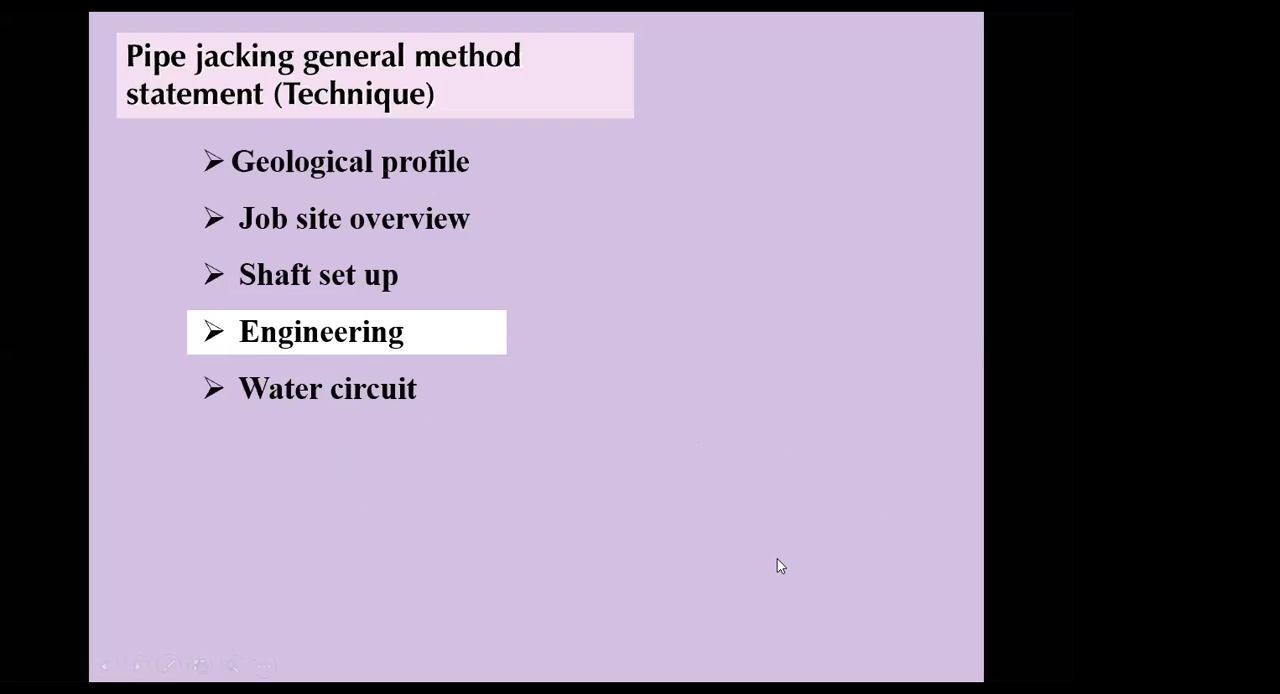 Pipe jacking general method
statement (Technique)
➢ Geological profile
➢ Job site overview
➢ Shaft set up
➢ Engineering
➢ Water circuit